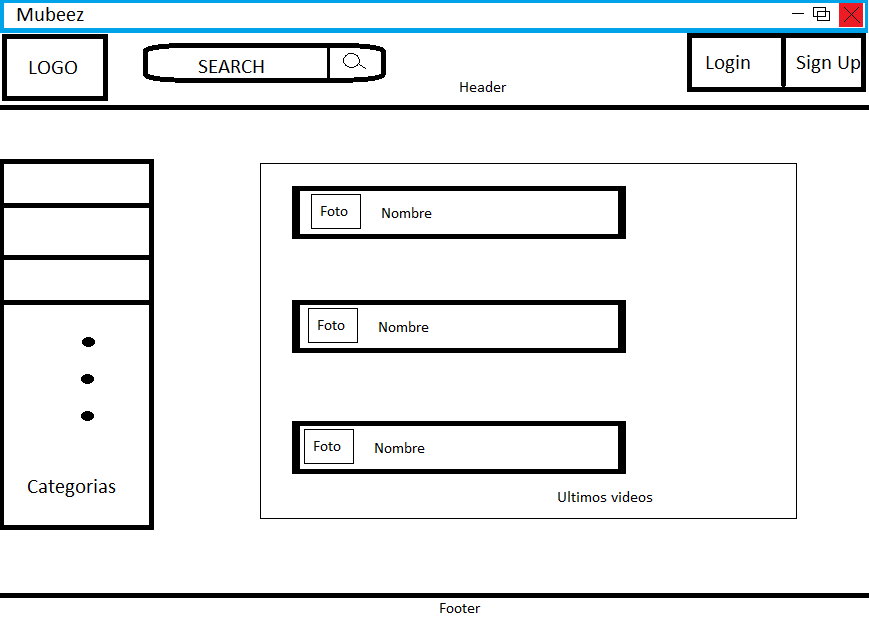 Mubeez
LOGO
SEARCH
Header
Login
Sign Up
Foto
Nombre
Foto
Nombre
Foto
Nombre
Ultimos videos
Categorias
Footer